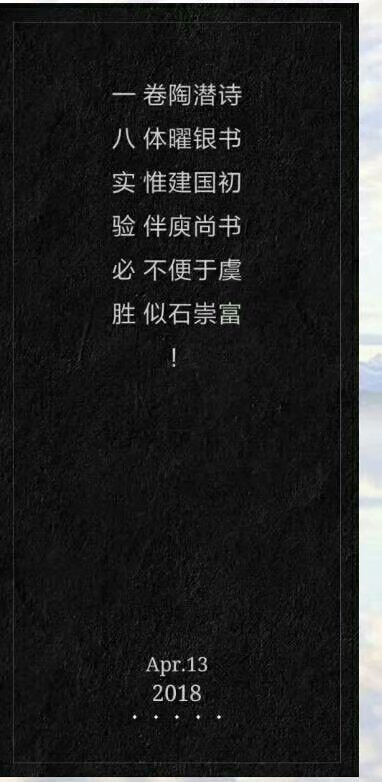 一 卷陶潜诗
八 体曜银书
实 惟建国初
验 伴庾尚书
必 不便于虞
胜 似石崇富
！
Apr.13
2018